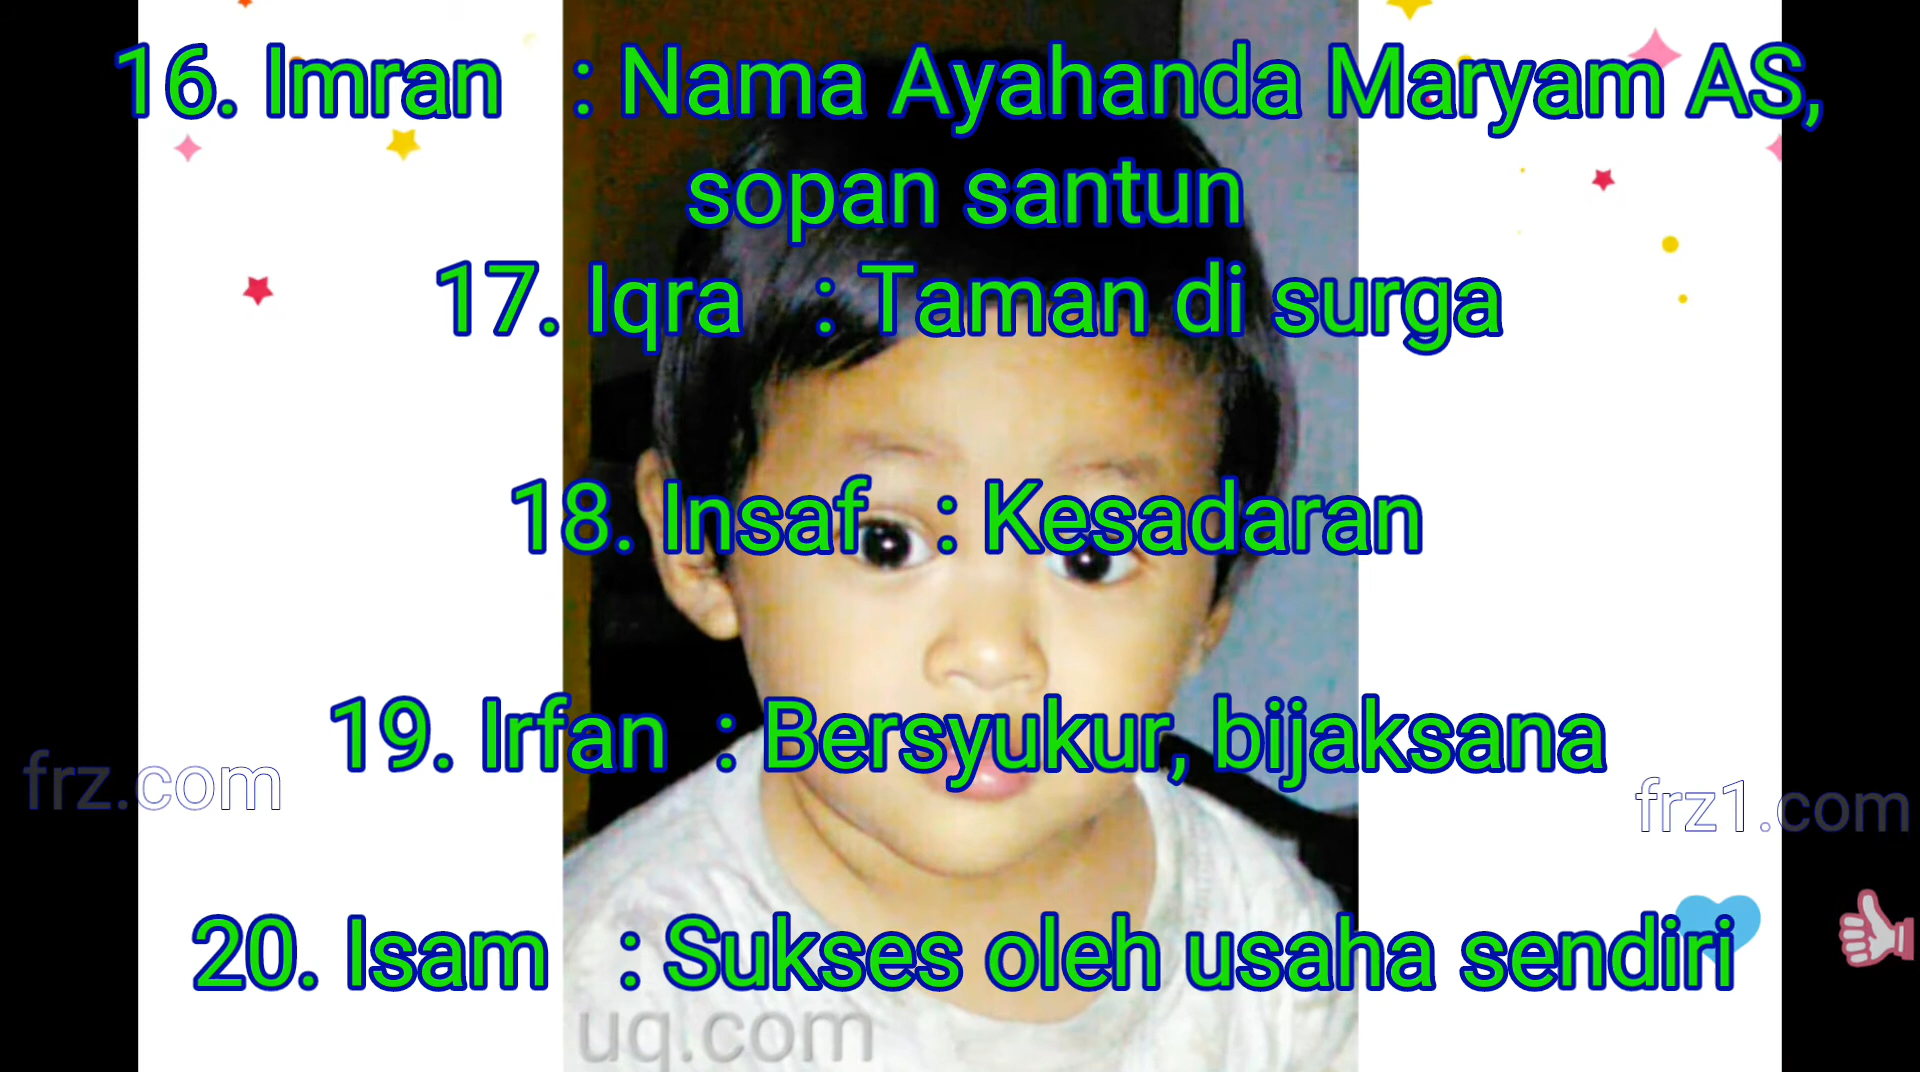 16. Imran : Nama Ayahanda Maryam AS,
sopan santun
17. Iqra : Taman di surga
18. Insaf : Kesadaran
19. Irfan : Bersyukur, bijaksana
frz.com
frz1.com
20. Isam : Sukses oleh usaha sendiri
uq.com